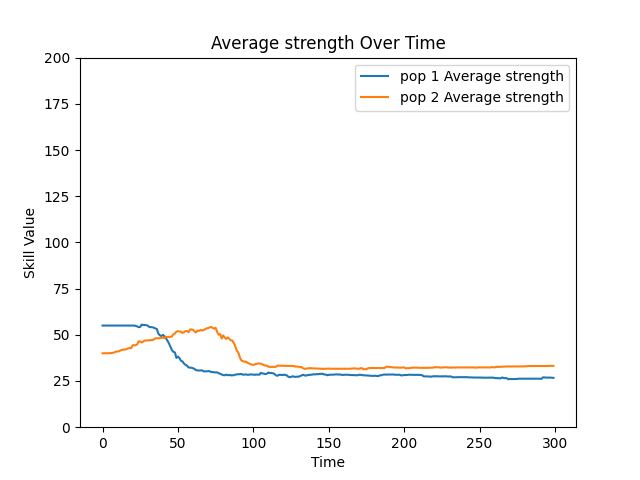 Average strength Over Time
pop 1 Average strength
pop 2 Average strength
Skill Value
200
175
150
125
100
75
50
25
0
0 50 100 150 200 250 300
Time